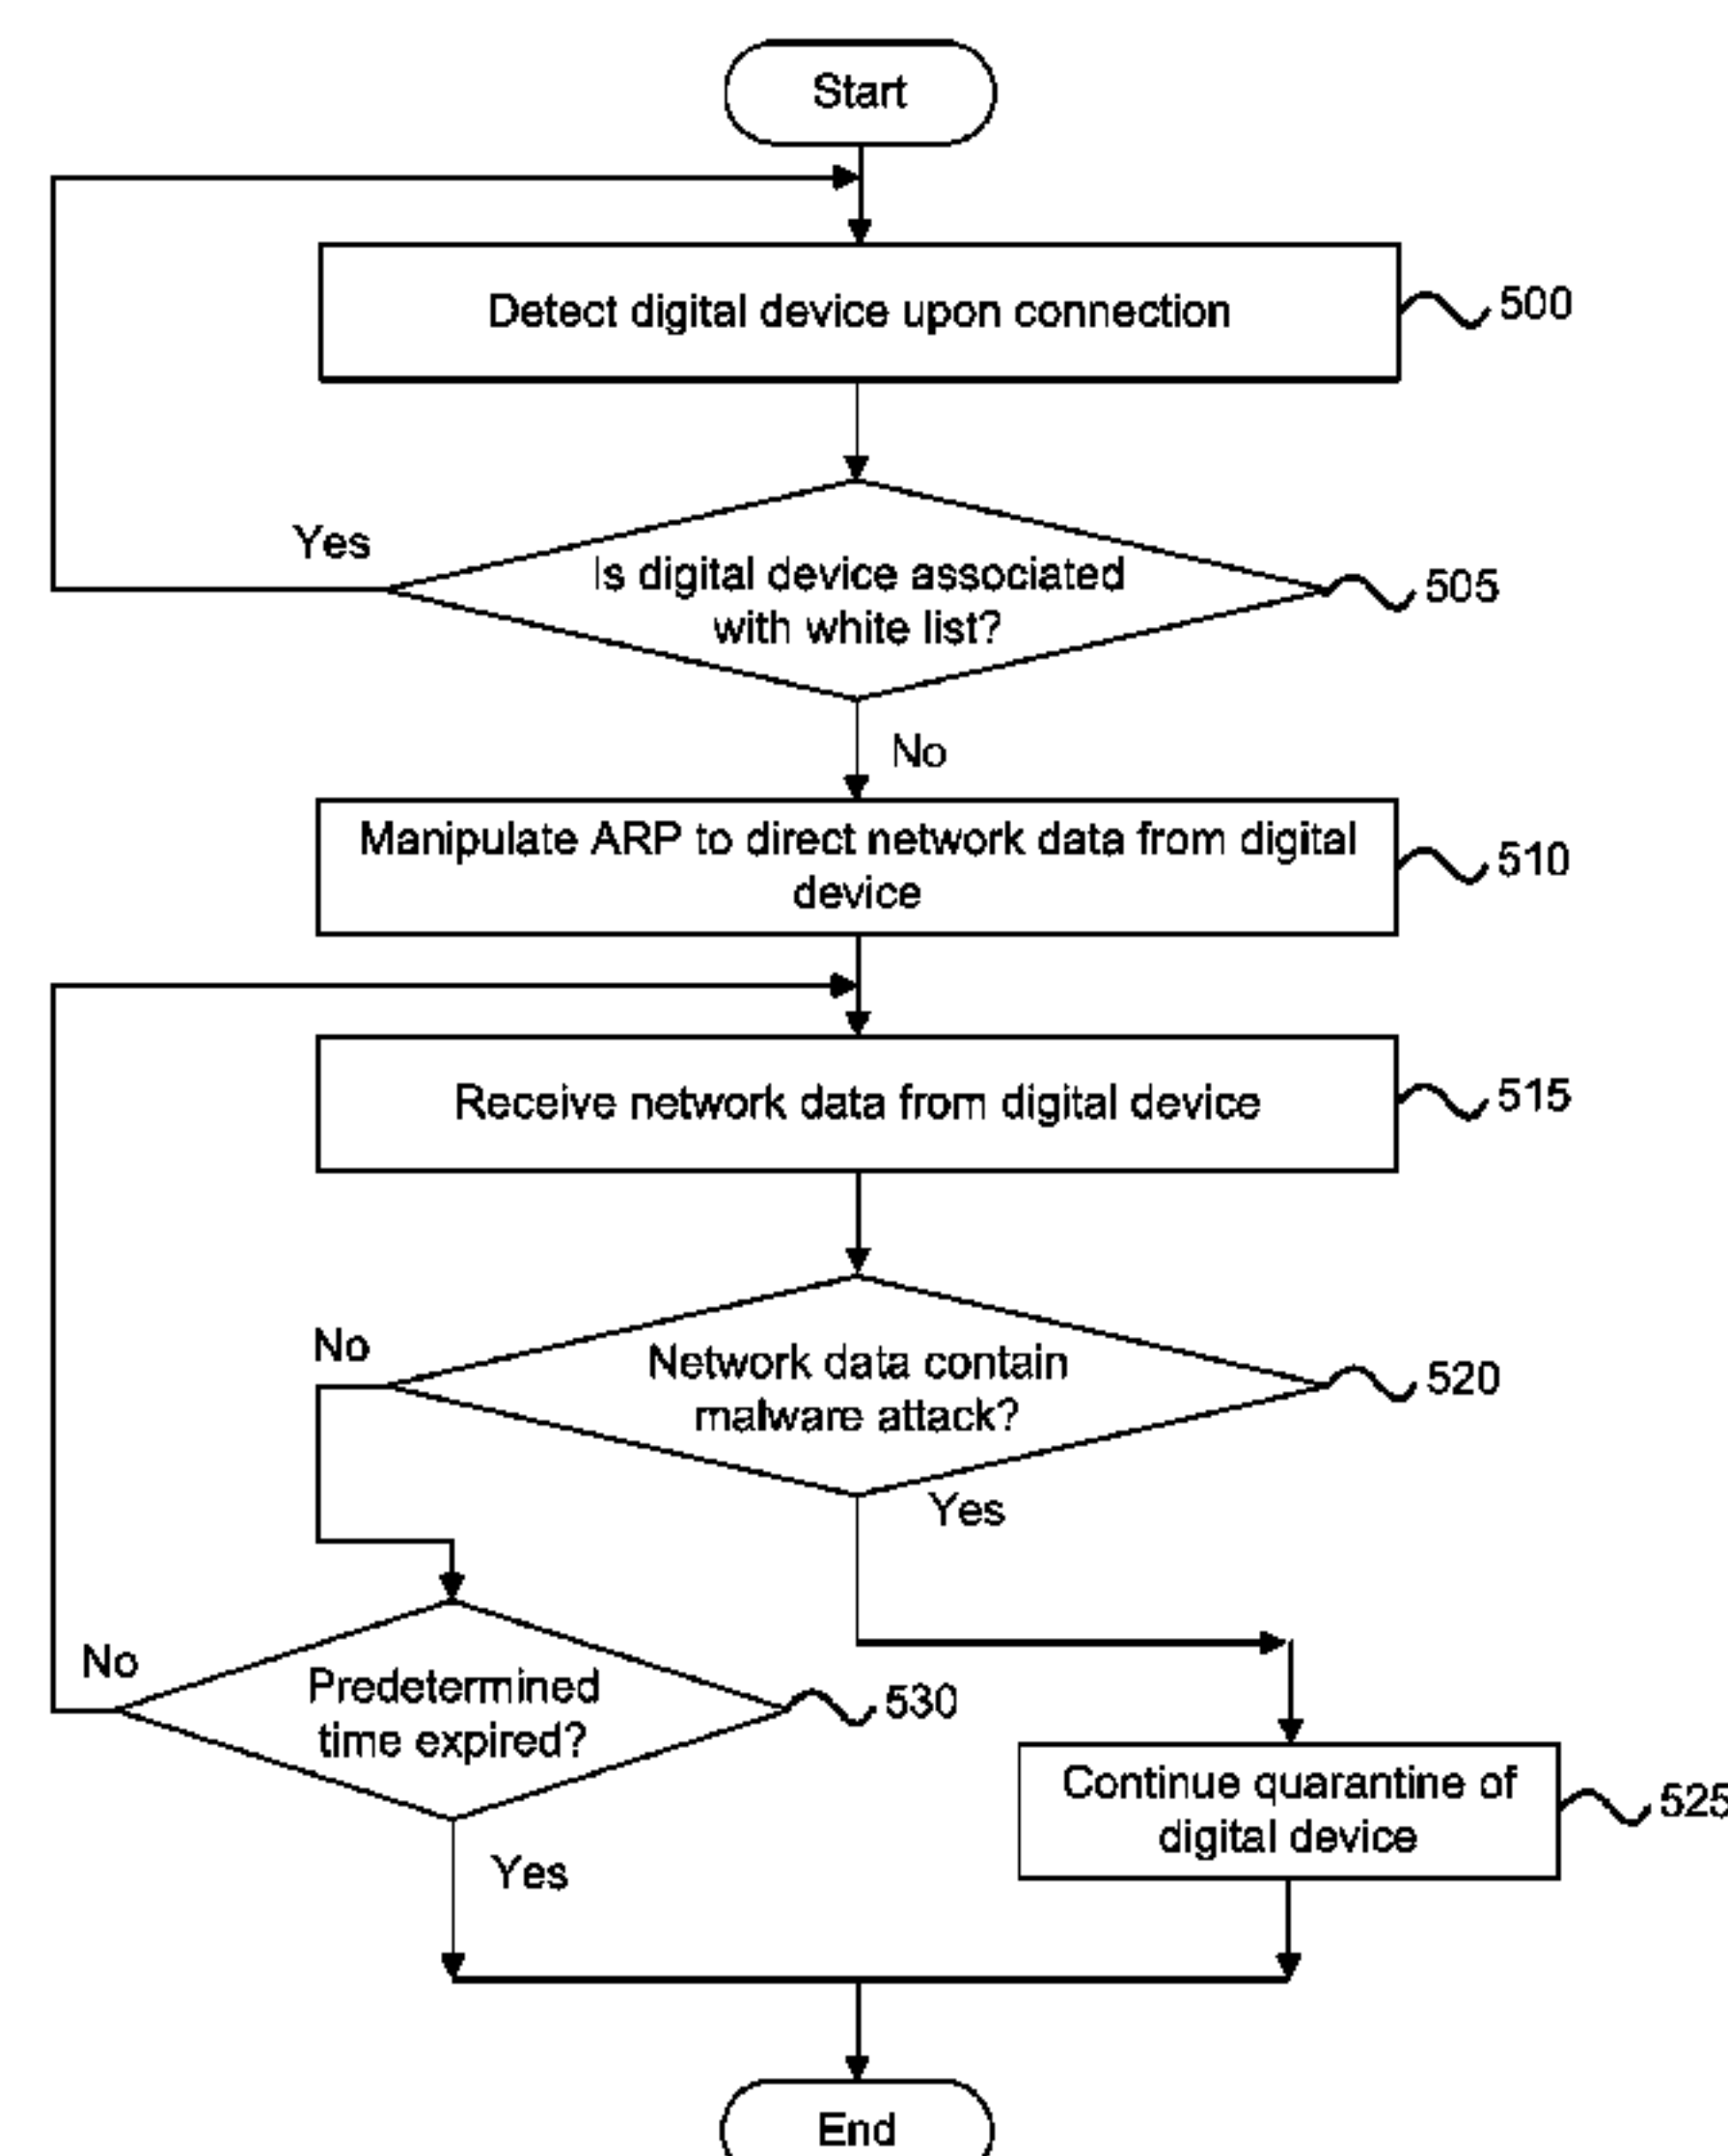 Start
Detect digital device upon connection
500
Yes
Is digital device associated
with white list?
505
No
Manipulate ARP to direct network data from digital
device
510
Receive network data from digital device
515
No
Network data contain
malware attack?
520
Yes
No
Predetermined
time expired?
530
Continue quarantine of
digital device
525
Yes
End